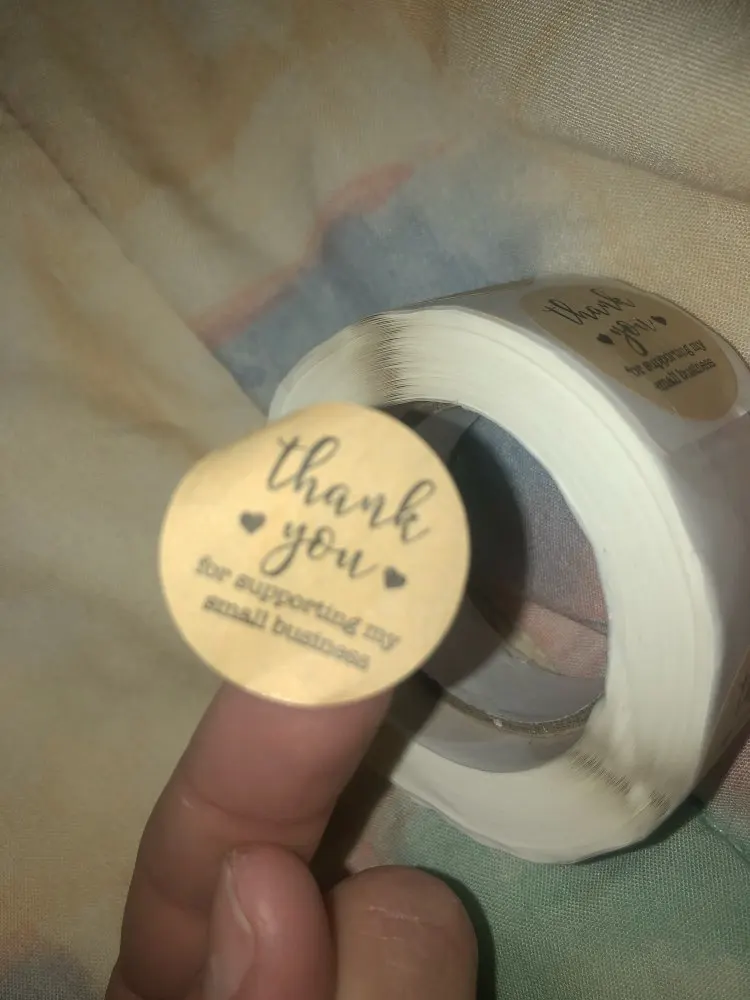 thank
you
for supporting my
small business
thank
you
for supporting my
small business